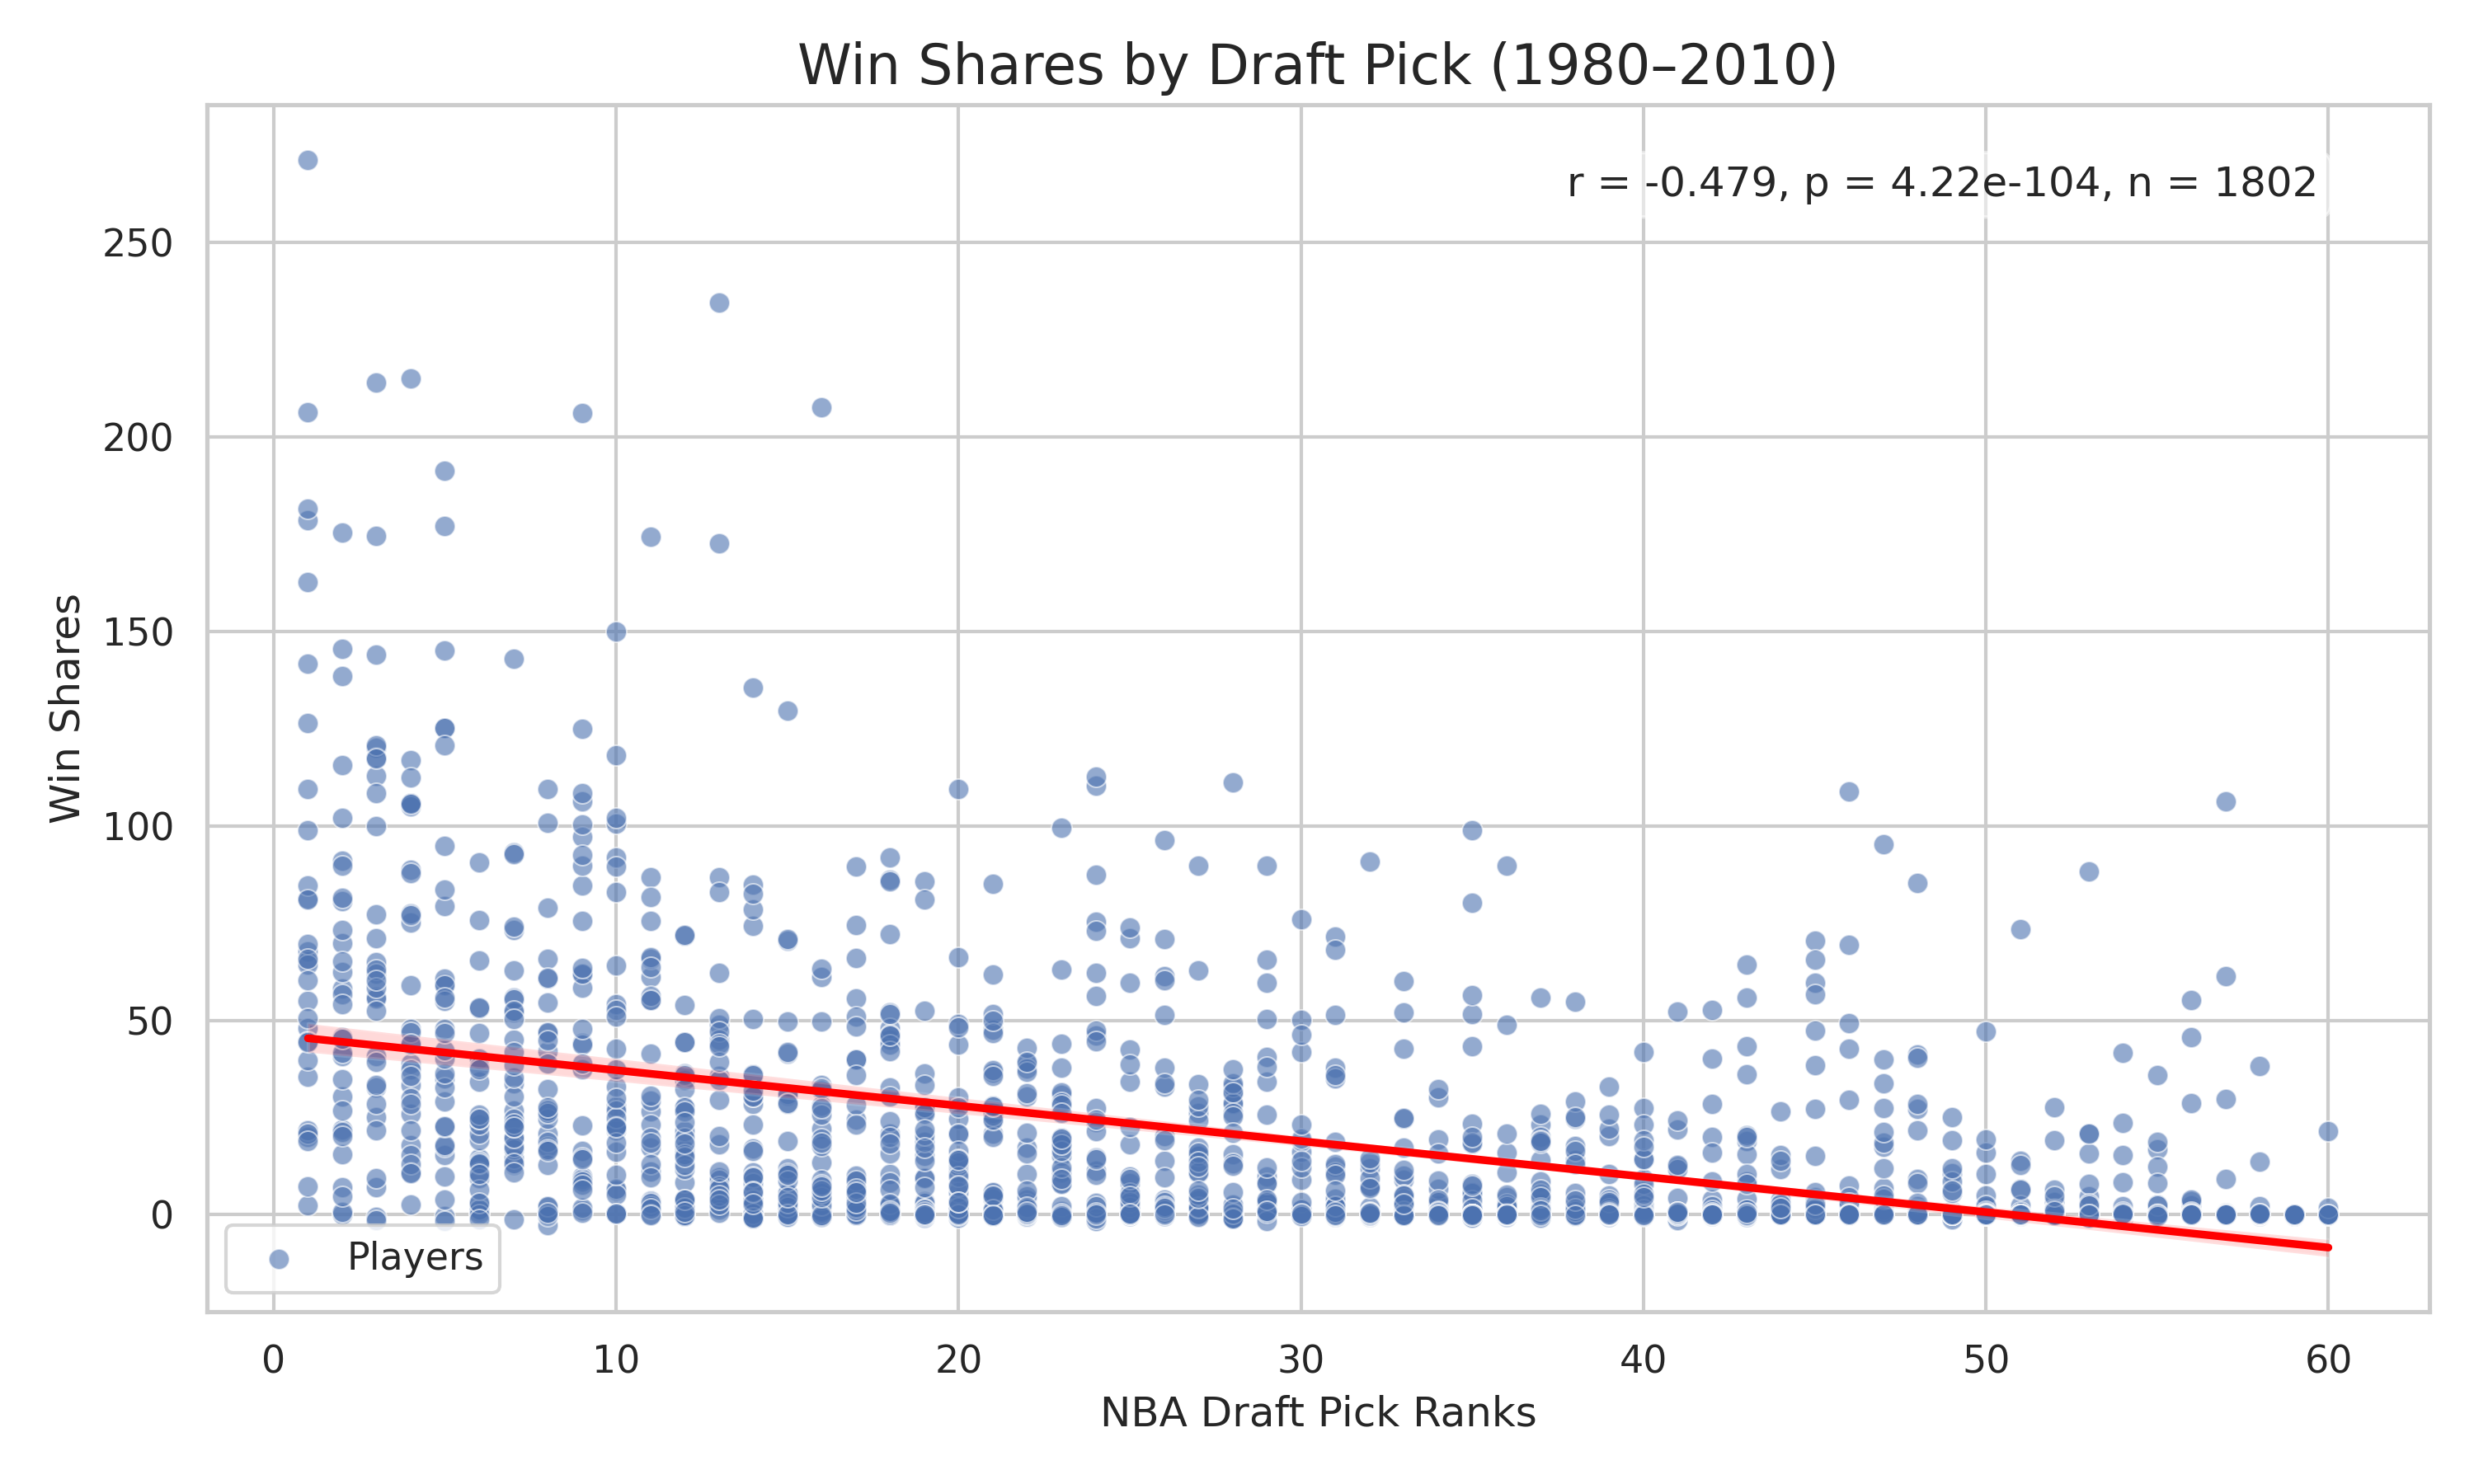 Win Shares by Draft Pick (1980–2010)
r = -0.479, p = 4.22e-104, n = 1802
Win Shares
250
200
150
100
50
0
Players
0 10 20 30 40 50 60
NBA Draft Pick Ranks